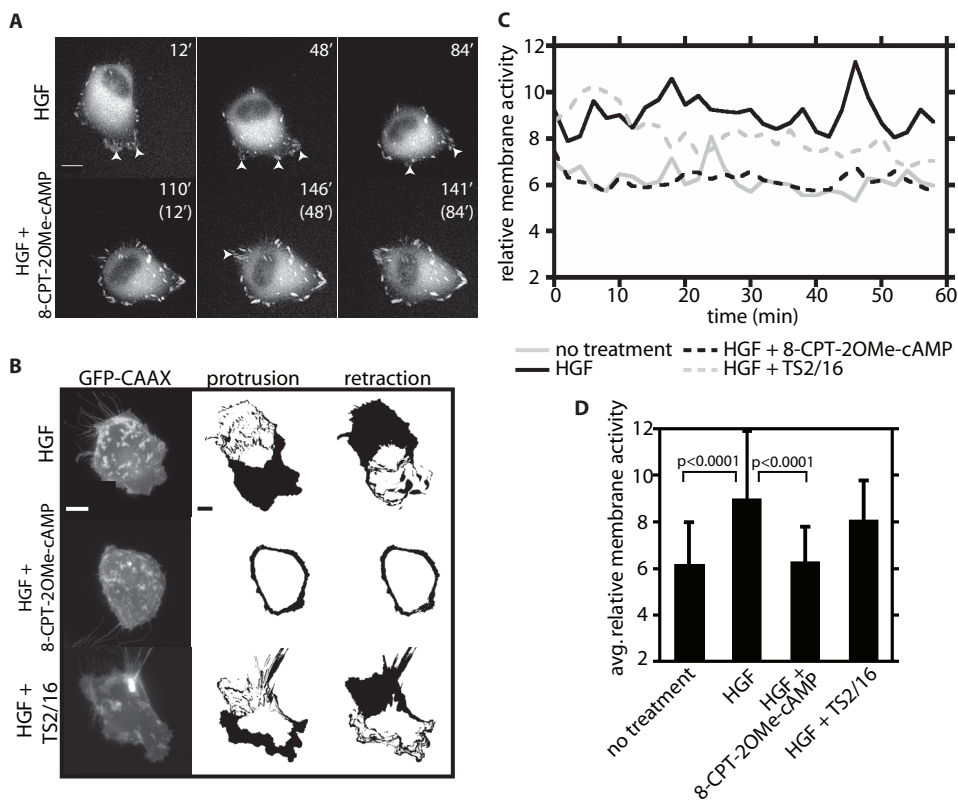 A
HGF
12′
48′
84′
HGF +
8-CPT-2OMe-cAMP
110′
(12′)
146′
(48′)
141′
(84′)
B
GFP-CAAX
protrusion
retraction
HGF
HGF +
8-CPT-2OMe-cAMP
HGF +
TS2/16
C
relative membrane activity
12
10
8
6
4
2
0
10
20
30
40
50
60
time (min)
no treatment
HGF
HGF + 8-CPT-2OMe-cAMP
HGF + TS2/16
D
avg. relative membrane activity
12
10
8
6
4
2
p<0.0001
p<0.0001
no treatment
HGF
HGF +
8-CPT-2OMe-cAMP
HGF + TS2/16